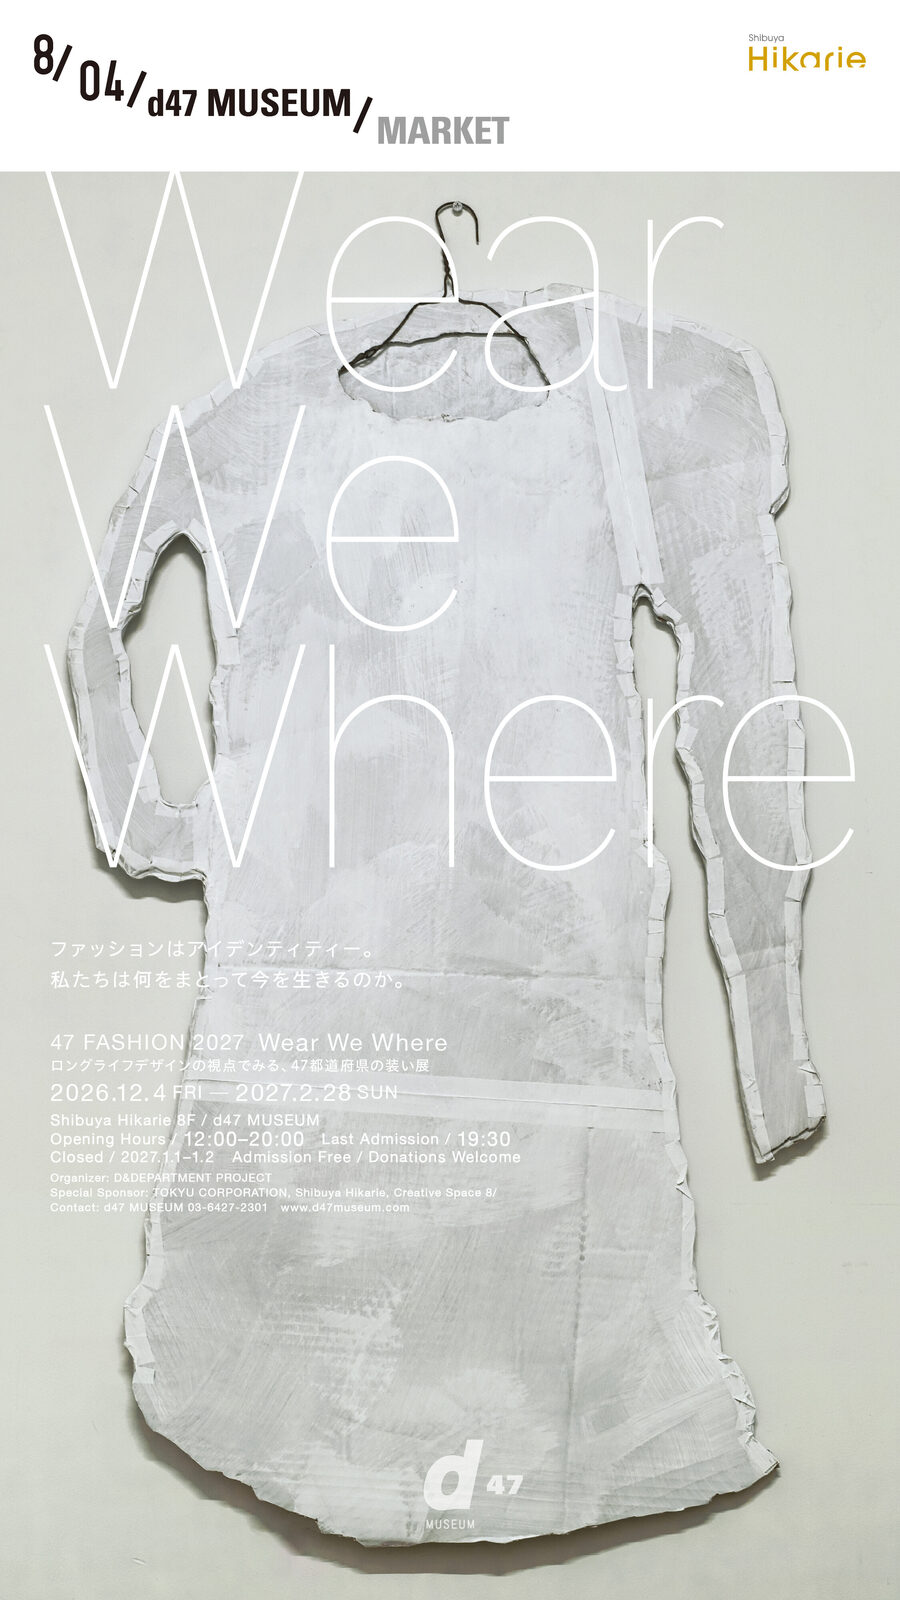 8/
04/
d47 MUSEUM/
MARKET
Shibuya
Hikarie
Wear
We
Where
ファッションはアイデンティティー。
私たちは何をまとって今を生きるのか。
47 FASHION 2027 Wear We Where
ロングライフデザインの視点でみる、47都道府県の装い展
2026.12.4 FRI — 2027.2.28 SUN
Shibuya Hikarie 8F / d47 MUSEUM
Opening Hours / 12:00–20:00 Last Admission / 19:30
Closed / 2027.1.1–1.2 Admission Free / Donations Welcome
Organizer: D&DEPARTMENT PROJECT
Special Sponsor: TOKYU CORPORATION, Shibuya Hikarie, Creative Space 8/
Contact: d47 MUSEUM 03-6427-2301 www.d47museum.com
d 47
MUSEUM